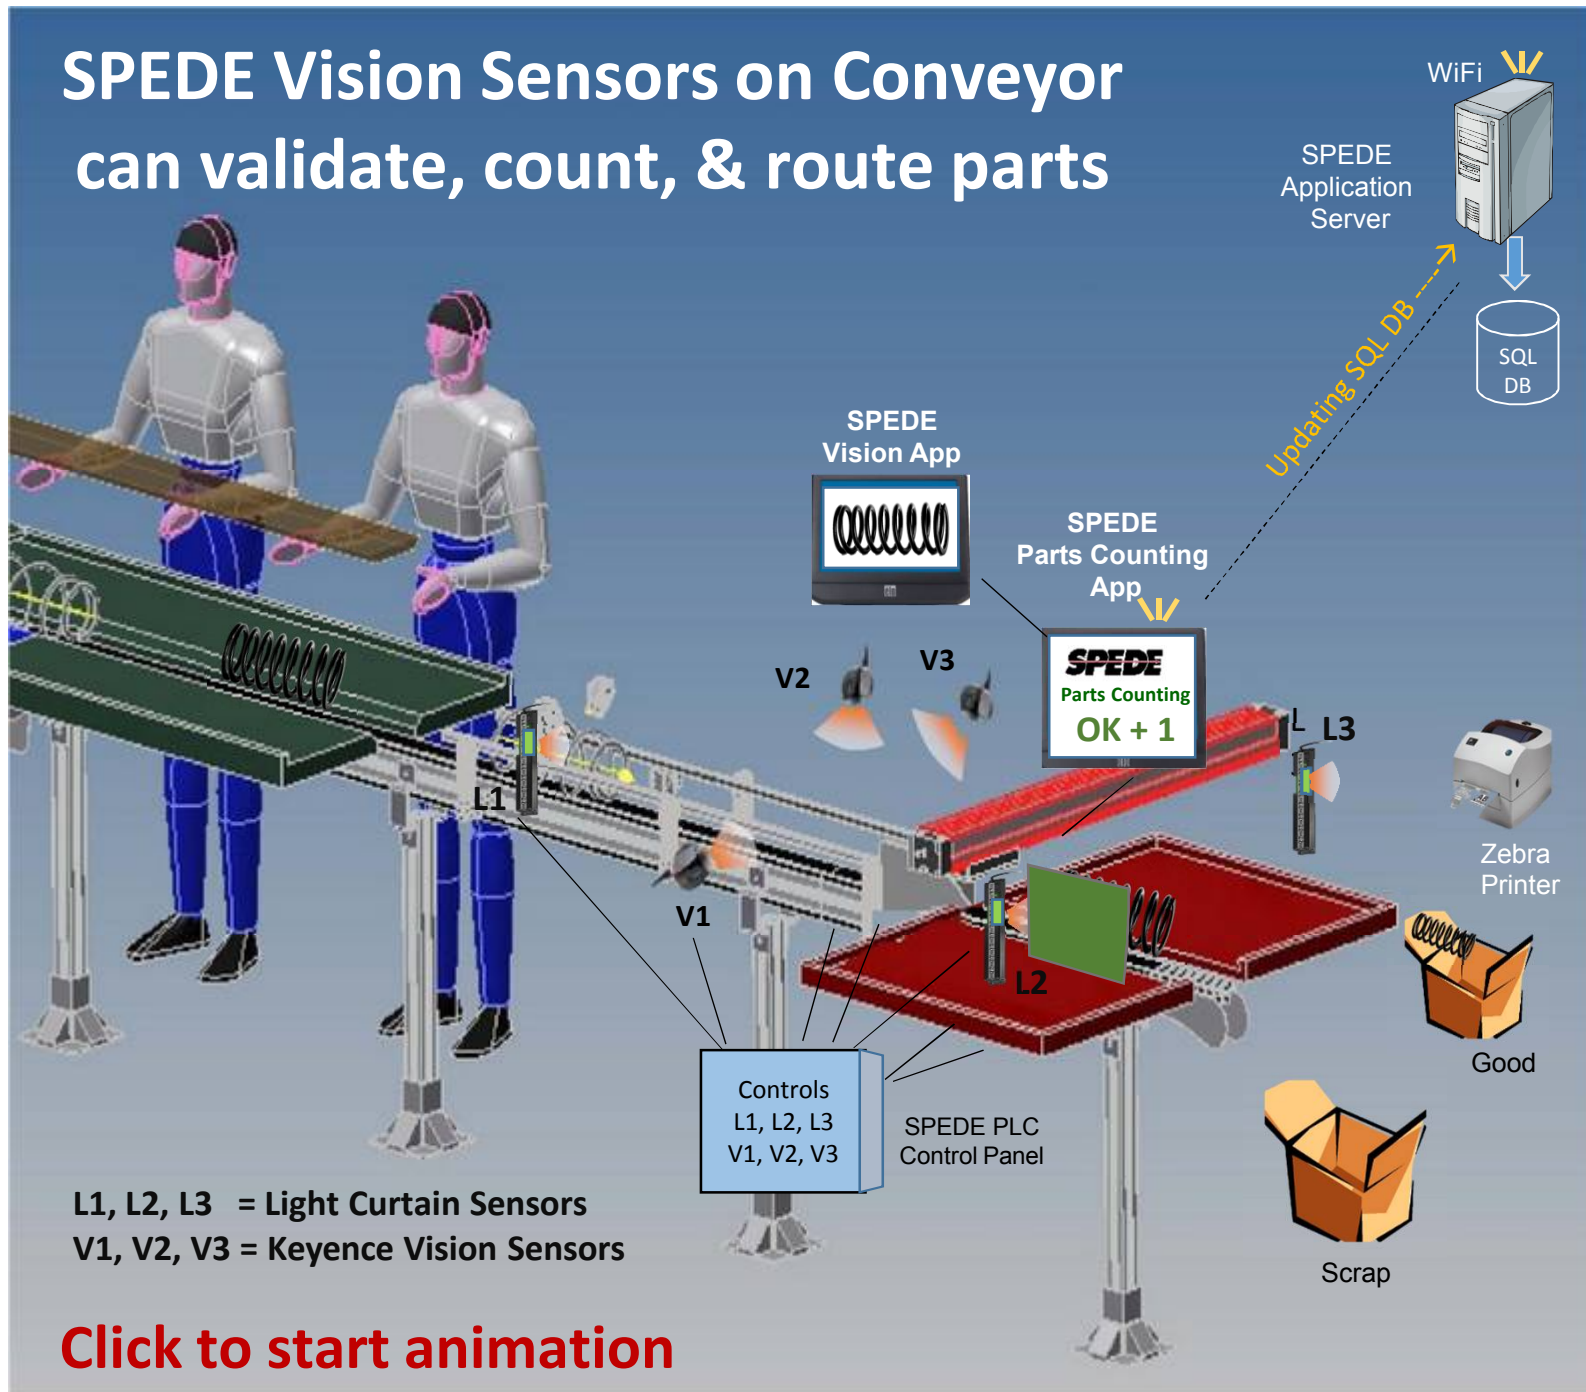 SPEDE Vision Sensors on Conveyor
can validate, count, & route parts
WiFi
SPEDE
Application
Server
SQL
DB
Updating SQL DB
SPEDE
Vision App
SPEDE
Parts Counting
App
V2
V3
SPEDE
Parts Counting
OK + 1
L
L3
L1
V1
L2
Zebra
Printer
Good
Controls
L1, L2, L3
V1, V2, V3
SPEDE PLC
Control Panel
L1, L2, L3 = Light Curtain Sensors
V1, V2, V3 = Keyence Vision Sensors
Scrap
Click to start animation